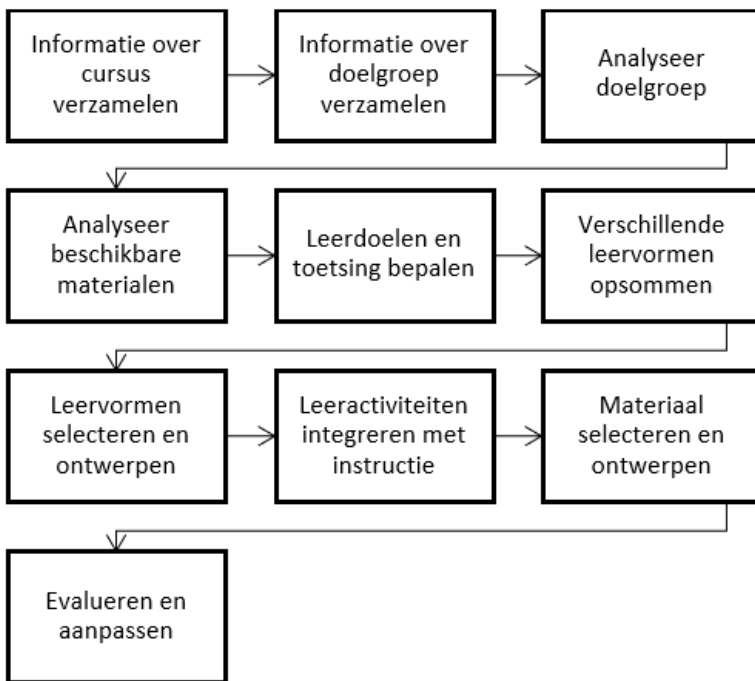 Informatie over
cursus
verzamelen
Informatie over
doelgroep
verzamelen
Analyseer
doelgroep
Analyseer
beschikbare
materialen
Leerdoelen en
toetsing bepalen
Verschillende
leervormen
opsommen
Leervormen
selecteren en
ontwerpen
Leeractiviteiten
integreren met
instructie
Materiaal
selecteren en
ontwerpen
Evalueren en
aanpassen